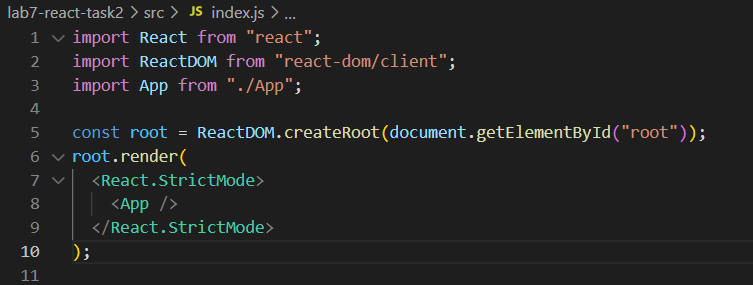 lab7-react-task2 > src > JS index.js > ...
1 import React from "react";
2 import ReactDOM from "react-dom/client";
3 import App from "./App";
4
5 const root = ReactDOM.createRoot(document.getElementById("root"));
6 root.render(
7   <React.StrictMode>
8     <App />
9   </React.StrictMode>
10 );
11